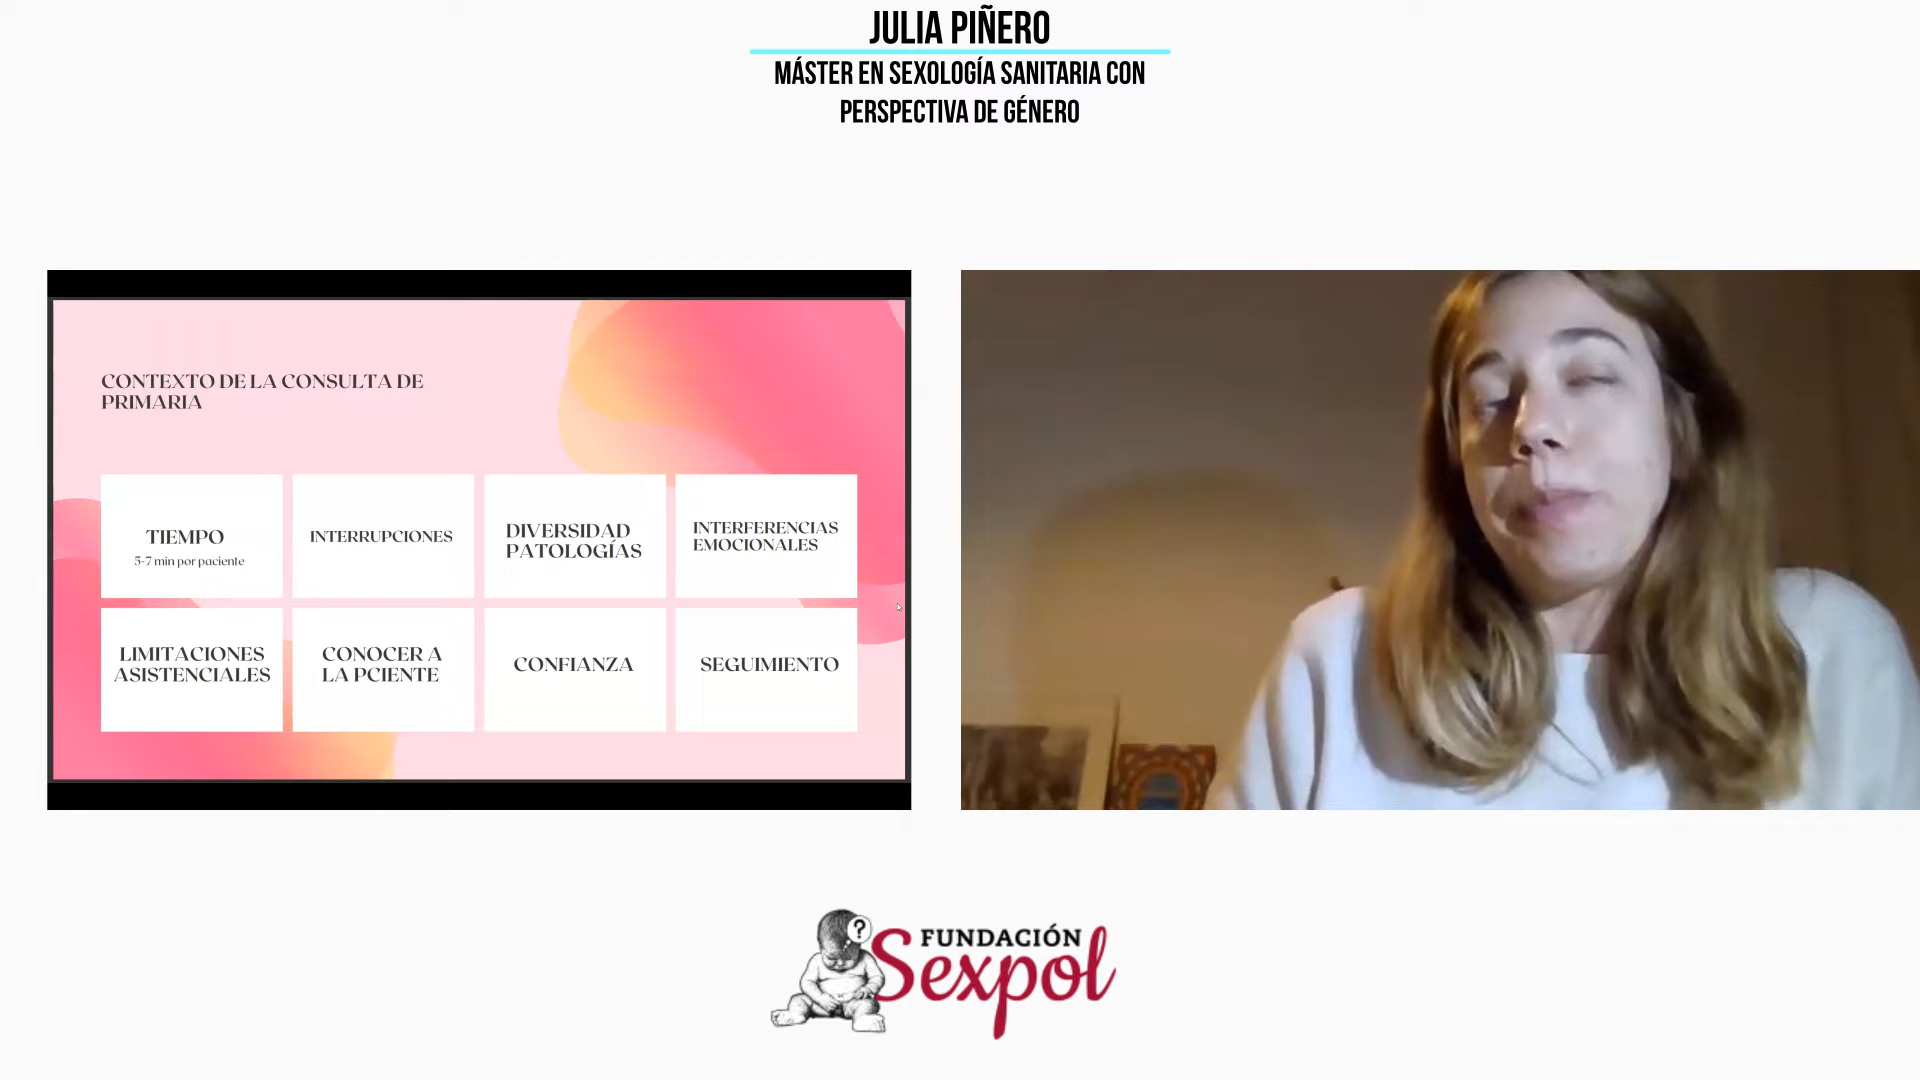 JULIA PIÑERO
MÁSTER EN SEXOLOGÍA SANITARIA CON
PERSPECTIVA DE GÉNERO
CONTEXTO DE LA CONSULTA DE
PRIMARIA
TIEMPO
5-7 min por paciente
INTERRUPCIONES
DIVERSIDAD
PATOLOGÍAS
INTERFERENCIAS
EMOCIONALES
LIMITACIONES
ASISTENCIALES
CONOCER A
LA PCIENTE
CONFIANZA
SEGUIMIENTO
?
FUNDACIÓN
Sexpol